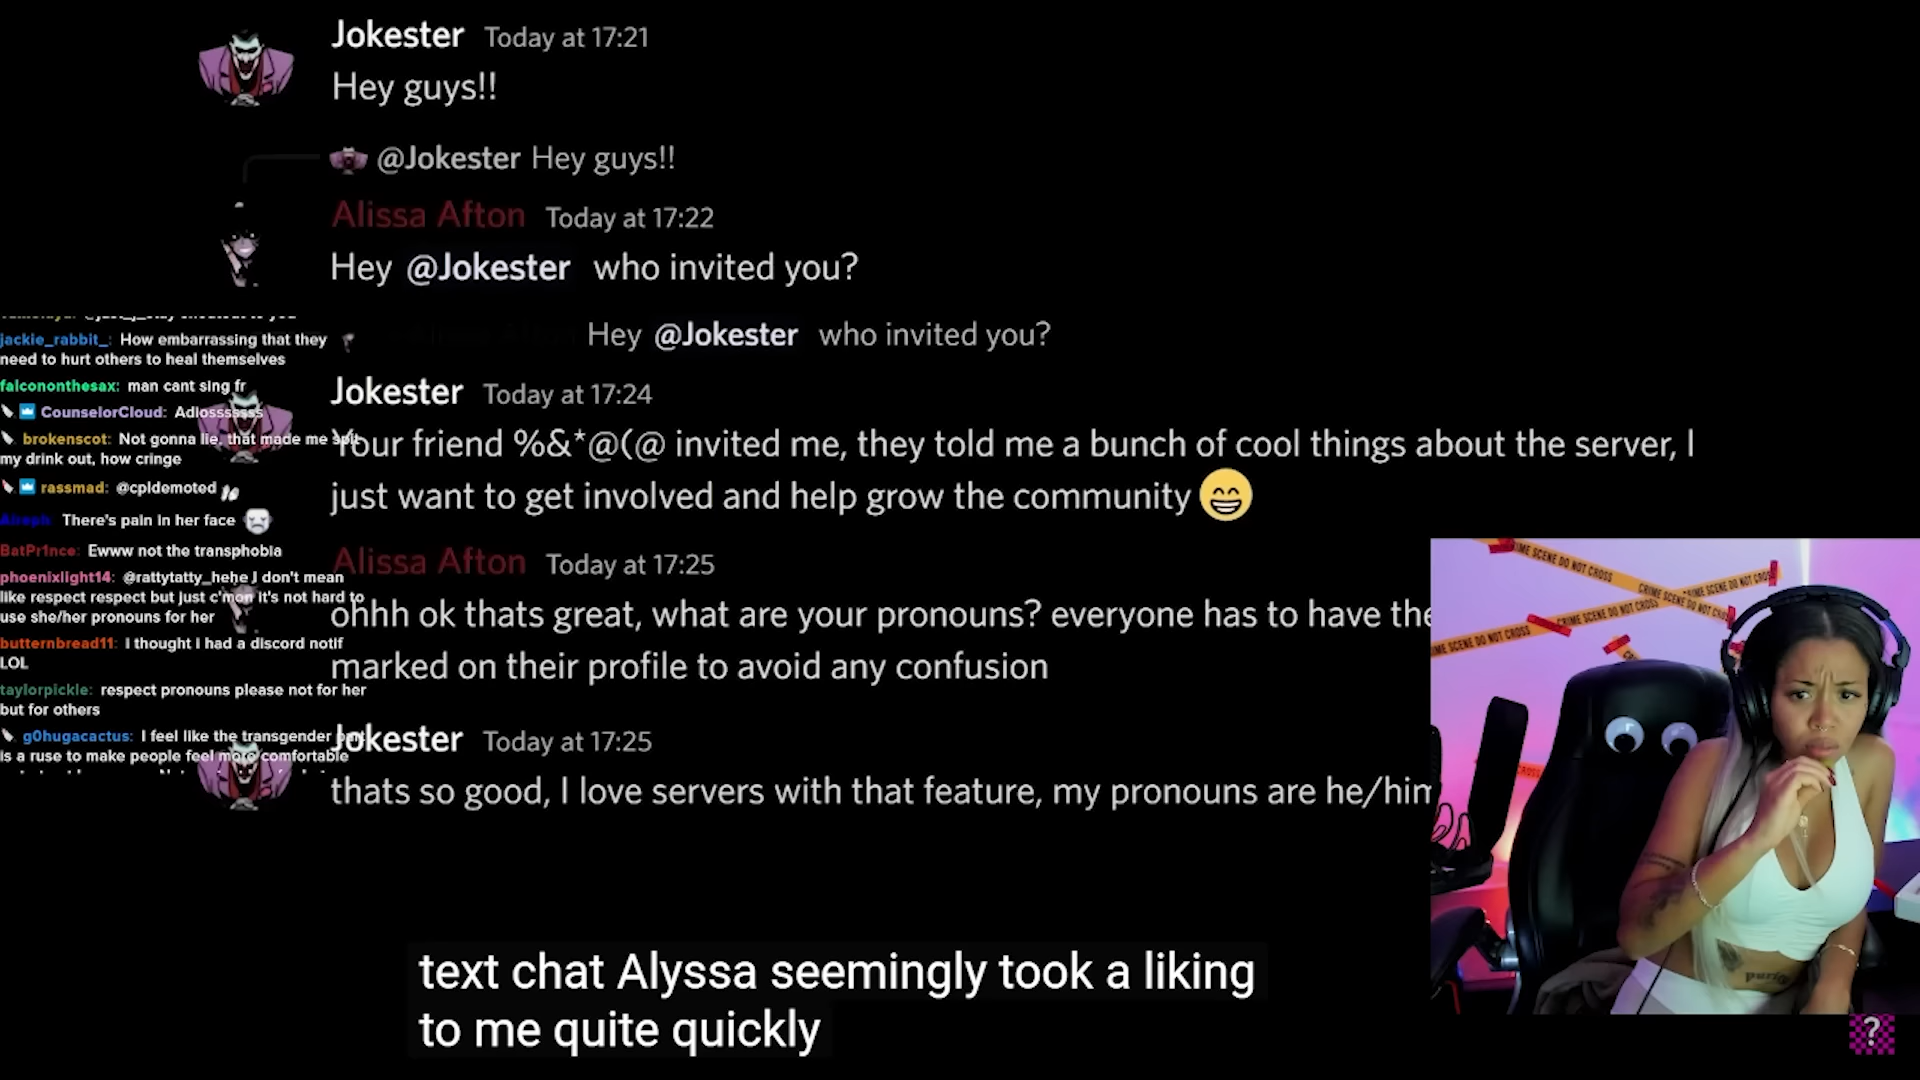 Jokester Today at 17:21
Hey guys!!
@Jokester Hey guys!!
Alissa Afton Today at 17:22
Hey @Jokester who invited you?
Hey @Jokester who invited you?
Jokester Today at 17:24
Your friend %&*@(@ invited me, they told me a bunch of cool things about the server, I
just want to get involved and help grow the community 😁
Alissa Afton Today at 17:25
ohhh ok thats great, what are your pronouns? everyone has to have the
marked on their profile to avoid any confusion
Jokester Today at 17:25
thats so good, I love servers with that feature, my pronouns are he/him
jackie_rabbit_: How embarrassing that they
need to hurt others to heal themselves
falcononthesax: man cant sing fr
CounselorCloud: Adiosssssss
brokenscot: Not gonna lie, that made me spit
my drink out, how cringe
rassmad: @cpldemoted
There's pain in her face
BatPr1nce: Ewww not the transphobia
phoenixlight14: @rattytatty_hehe I don't mean
like respect respect but just c'mon it's not hard to
use she/her pronouns for her
butternbread11: I thought I had a discord notif
LOL
taylorpickle: respect pronouns please not for her
but for others
g0hugacactus: I feel like the transgender part
is a ruse to make people feel more comfortable
CRIME SCENE DO NOT CROSS
text chat Alyssa seemingly took a liking
to me quite quickly
?